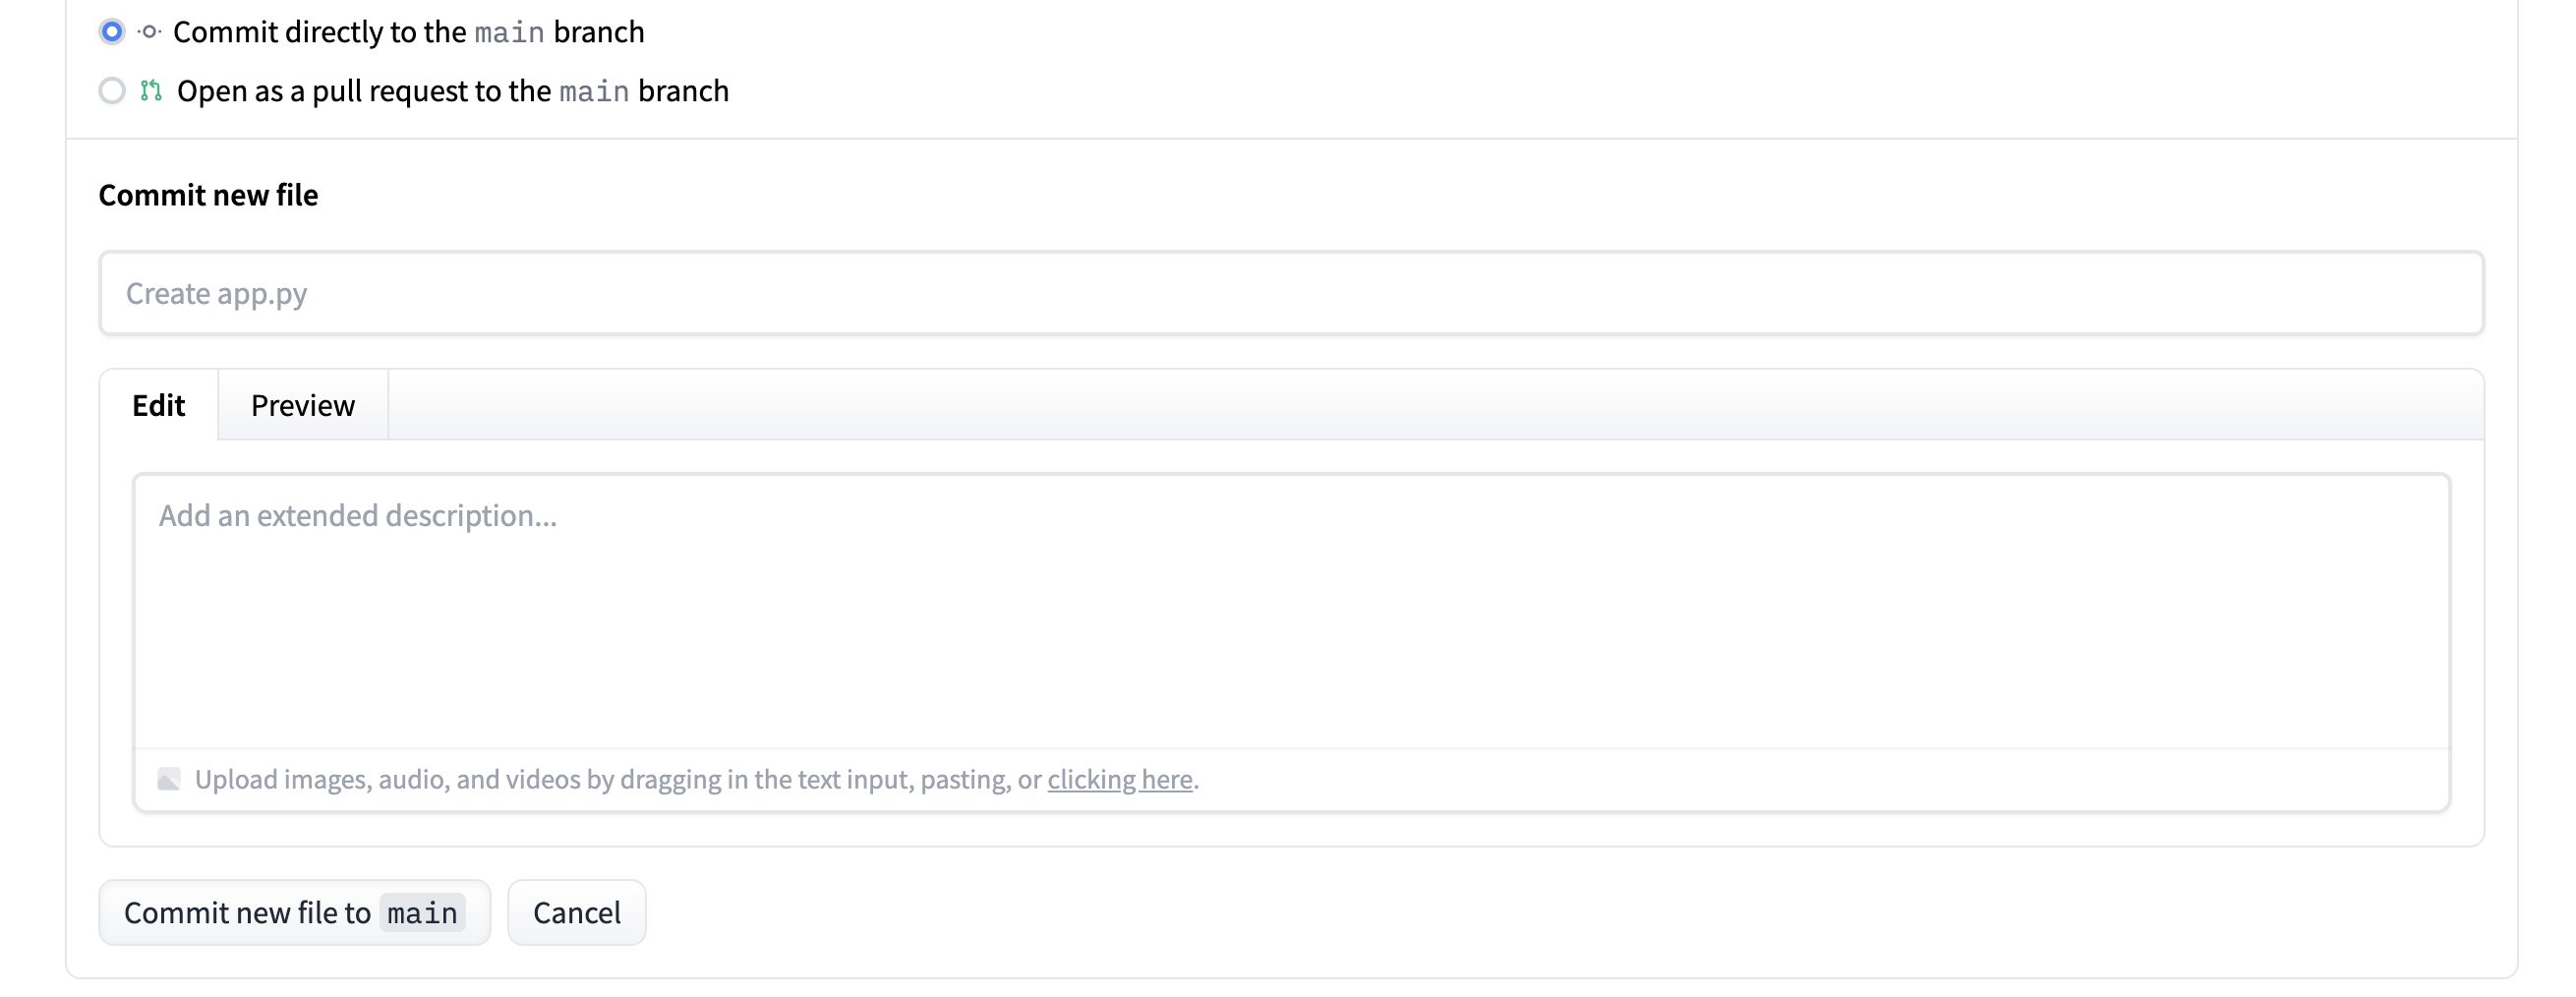 Commit directly to the main branch
Open as a pull request to the main branch
Commit new file
Create app.py
Edit Preview
Add an extended description...
Upload images, audio, and videos by dragging in the text input, pasting, or clicking here.
Commit new file to main Cancel